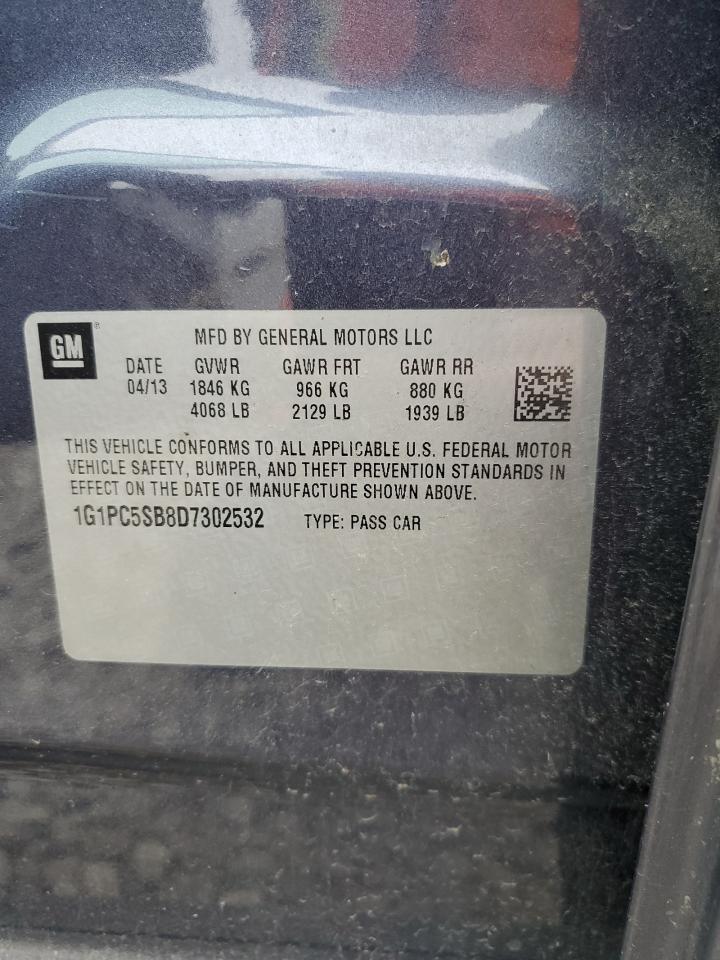 GM®
MFD BY GENERAL MOTORS LLC
DATE GVWR GAWR FRT GAWR RR
04/13 1846 KG 966 KG 880 KG
4068 LB 2129 LB 1939 LB
THIS VEHICLE CONFORMS TO ALL APPLICABLE U.S. FEDERAL MOTOR
VEHICLE SAFETY, BUMPER, AND THEFT PREVENTION STANDARDS IN
EFFECT ON THE DATE OF MANUFACTURE SHOWN ABOVE.
1G1PC5SB8D7302532 TYPE: PASS CAR